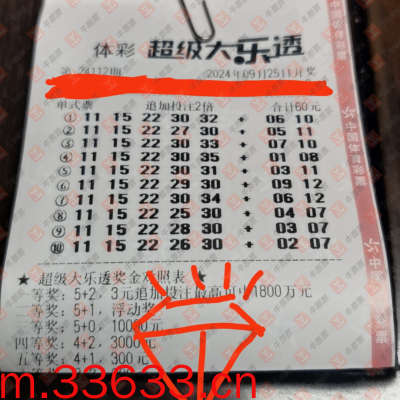 体彩 超级大乐透
第 24112期 2024年09月25日开奖
单式票 追加投注2倍 合计60元
① 11 15 22 30 32 + 06 10
② 11 15 22 27 30 + 05 11
③ 11 15 22 30 33 + 07 10
④ 11 15 22 30 35 + 01 08
⑤ 11 15 22 30 31 + 03 11
⑥ 11 15 22 29 30 + 09 12
⑦ 11 15 22 30 34 + 06 12
⑧ 11 15 22 25 30 + 04 07
⑨ 11 15 22 28 30 + 03 07
⑩ 11 15 22 26 30 + 02 07
★ 超级大乐透奖金对照表 ★
等奖：5+2，3元追加投注最高可中1800万元
等奖：5+1，浮动奖
等奖：5+0，10000元
四等奖：4+2，3000元
五等奖：4+1，300元
m.33633.cn